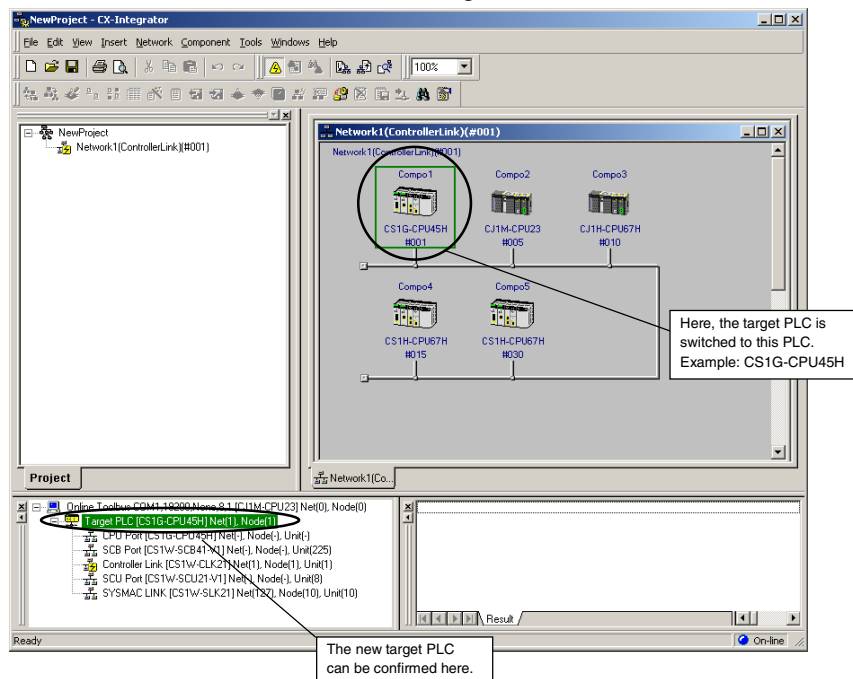 NewProject - CX-Integrator
File Edit View Insert Network Component Tools Windows Help
100%
NewProject
Network1(ControllerLink)(#001)
Project
Network1(ControllerLink)(#001)
Network1(ControllerLink)(#001)
Compo1 Compo2 Compo3
CS1G-CPU45H CJ1M-CPU23 CJ1H-CPU67H
#001 #005 #010
Compo4 Compo5
CS1H-CPU67H CS1H-CPU67H
#015 #030
Here, the target PLC is
switched to this PLC.
Example: CS1G-CPU45H
Network1(Co...
Online Toolbus COM1,19200,None,8,1 [CJ1M-CPU23] Net(0), Node(0)
Target PLC [CS1G-CPU45H] Net(1), Node(1)
CPU Port [CS1G-CPU45H] Net(-), Node(-), Unit(-)
SCB Port [CS1W-SCB41-V1] Net(-), Node(-), Unit(225)
Controller Link [CS1W-CLK21] Net(1), Node(1), Unit(1)
SCU Port [CS1W-SCU21-V1] Net(-), Node(-), Unit(8)
SYSMAC LINK [CS1W-SLK21] Net(127), Node(10), Unit(10)
Result
Ready
On-line
The new target PLC
can be confirmed here.